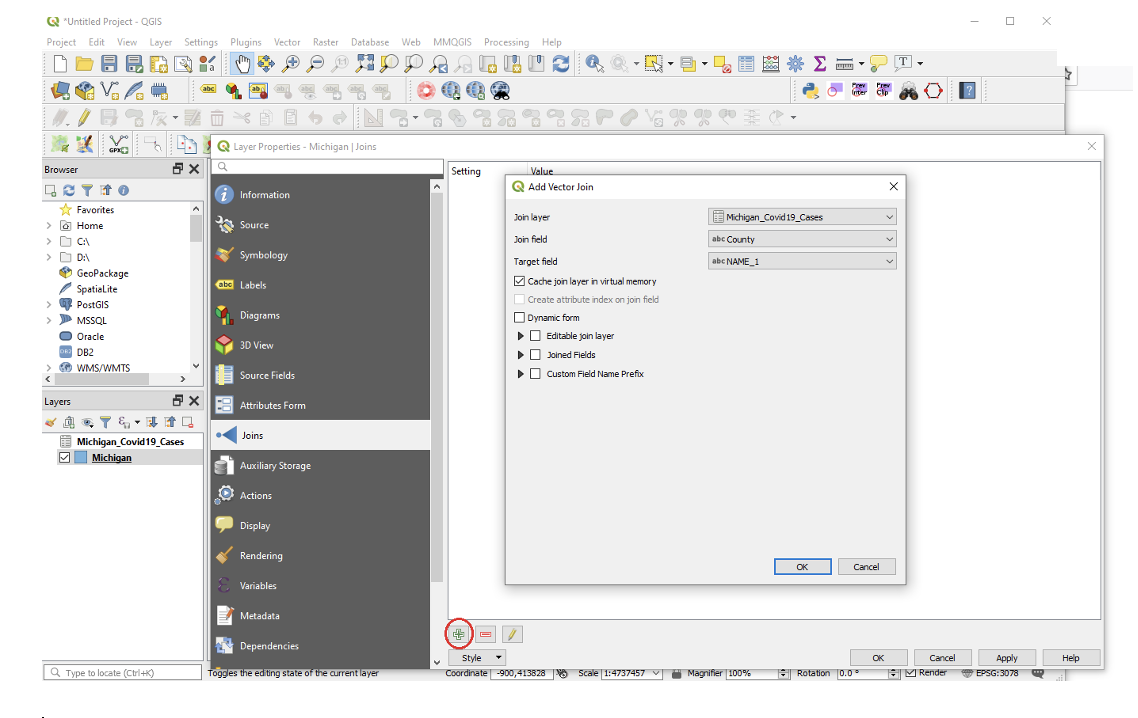 *Untitled Project - QGIS
Project Edit View Layer Settings Plugins Vector Raster Database Web MMQGIS Processing Help
Layer Properties - Michigan | Joins
Browser
Favorites
Home
C:\
D:\
GeoPackage
SpatiaLite
PostGIS
MSSQL
Oracle
DB2
WMS/WMTS
Layers
Michigan_Covid19_Cases
Michigan
Information
Source
Symbology
abc Labels
Diagrams
3D View
Source Fields
Attributes Form
Joins
Auxiliary Storage
Actions
Display
Rendering
Variables
Metadata
Dependencies
Setting Value
Add Vector Join
Join layer Michigan_Covid19_Cases
Join field abc County
Target field abc NAME_1
Cache join layer in virtual memory
Create attribute index on join field
Dynamic form
Editable join layer
Joined Fields
Custom Field Name Prefix
OK Cancel
Style OK Cancel Apply Help
Type to locate (Ctrl+K) Toggles the editing state of the current layer Coordinate -900,413828 Scale 1:4737457 Magnifier 100% Rotation 0.0 ° Render EPSG:3078